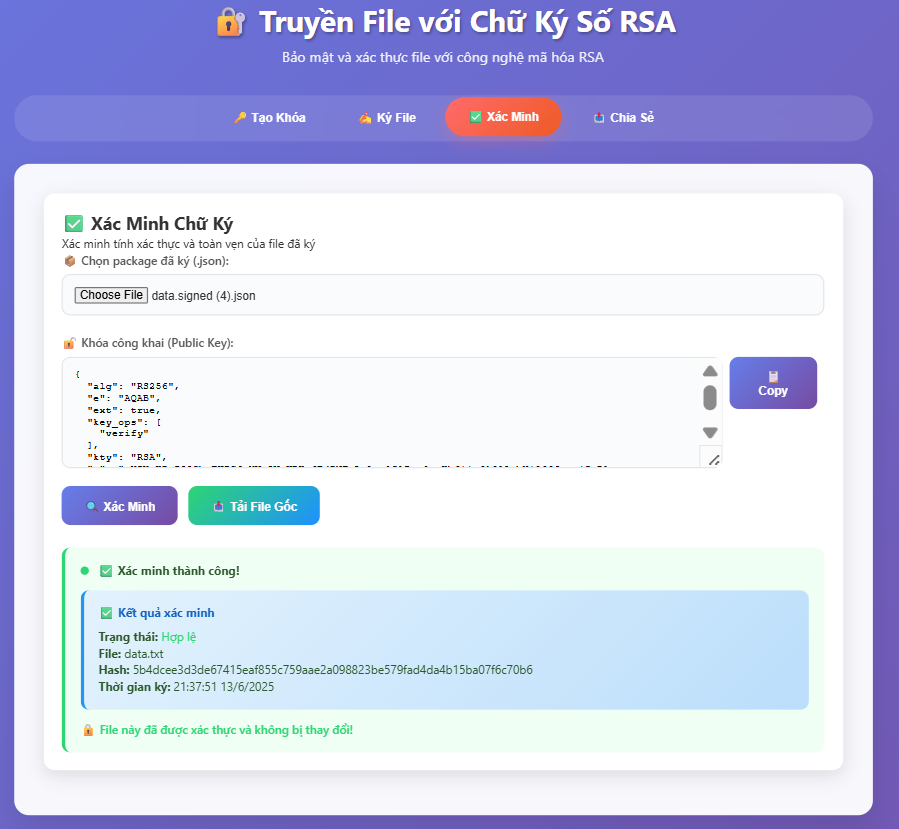 Truyền File với Chữ Ký Số RSA
Bảo mật và xác thực file với công nghệ mã hóa RSA
Tạo Khóa
Ký File
Xác Minh
Chia Sẻ
Xác Minh Chữ Ký
Xác minh tính xác thực và toàn vẹn của file đã ký
Chọn package đã ký (.json):
Choose File data.signed (4).json
Khóa công khai (Public Key):
{
"alg": "RS256",
"e": "AQAB",
"ext": true,
"key_ops": [
"verify"
],
"kty": "RSA",
Copy
Xác Minh
Tải File Gốc
Xác minh thành công!
Kết quả xác minh
Trạng thái: Hợp lệ
File: data.txt
Hash: 5b4dcee3d3de67415eaf855c759aae2a098823be579fad4da4b15ba07f6c70b6
Thời gian ký: 21:37:51 13/6/2025
File này đã được xác thực và không bị thay đổi!